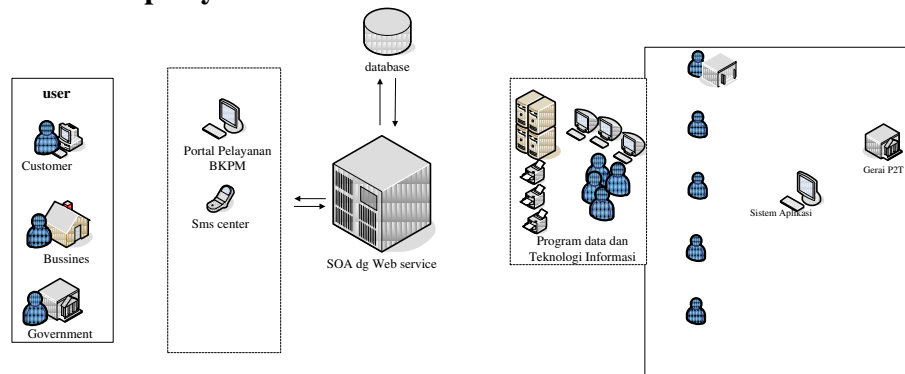 database
user
Customer
Bussines
Government
Portal Pelayanan
BKPM
Sms center
SOA dg Web service
Program data dan
Teknologi Informasi
Sistem Aplikasi
Gerai P2T